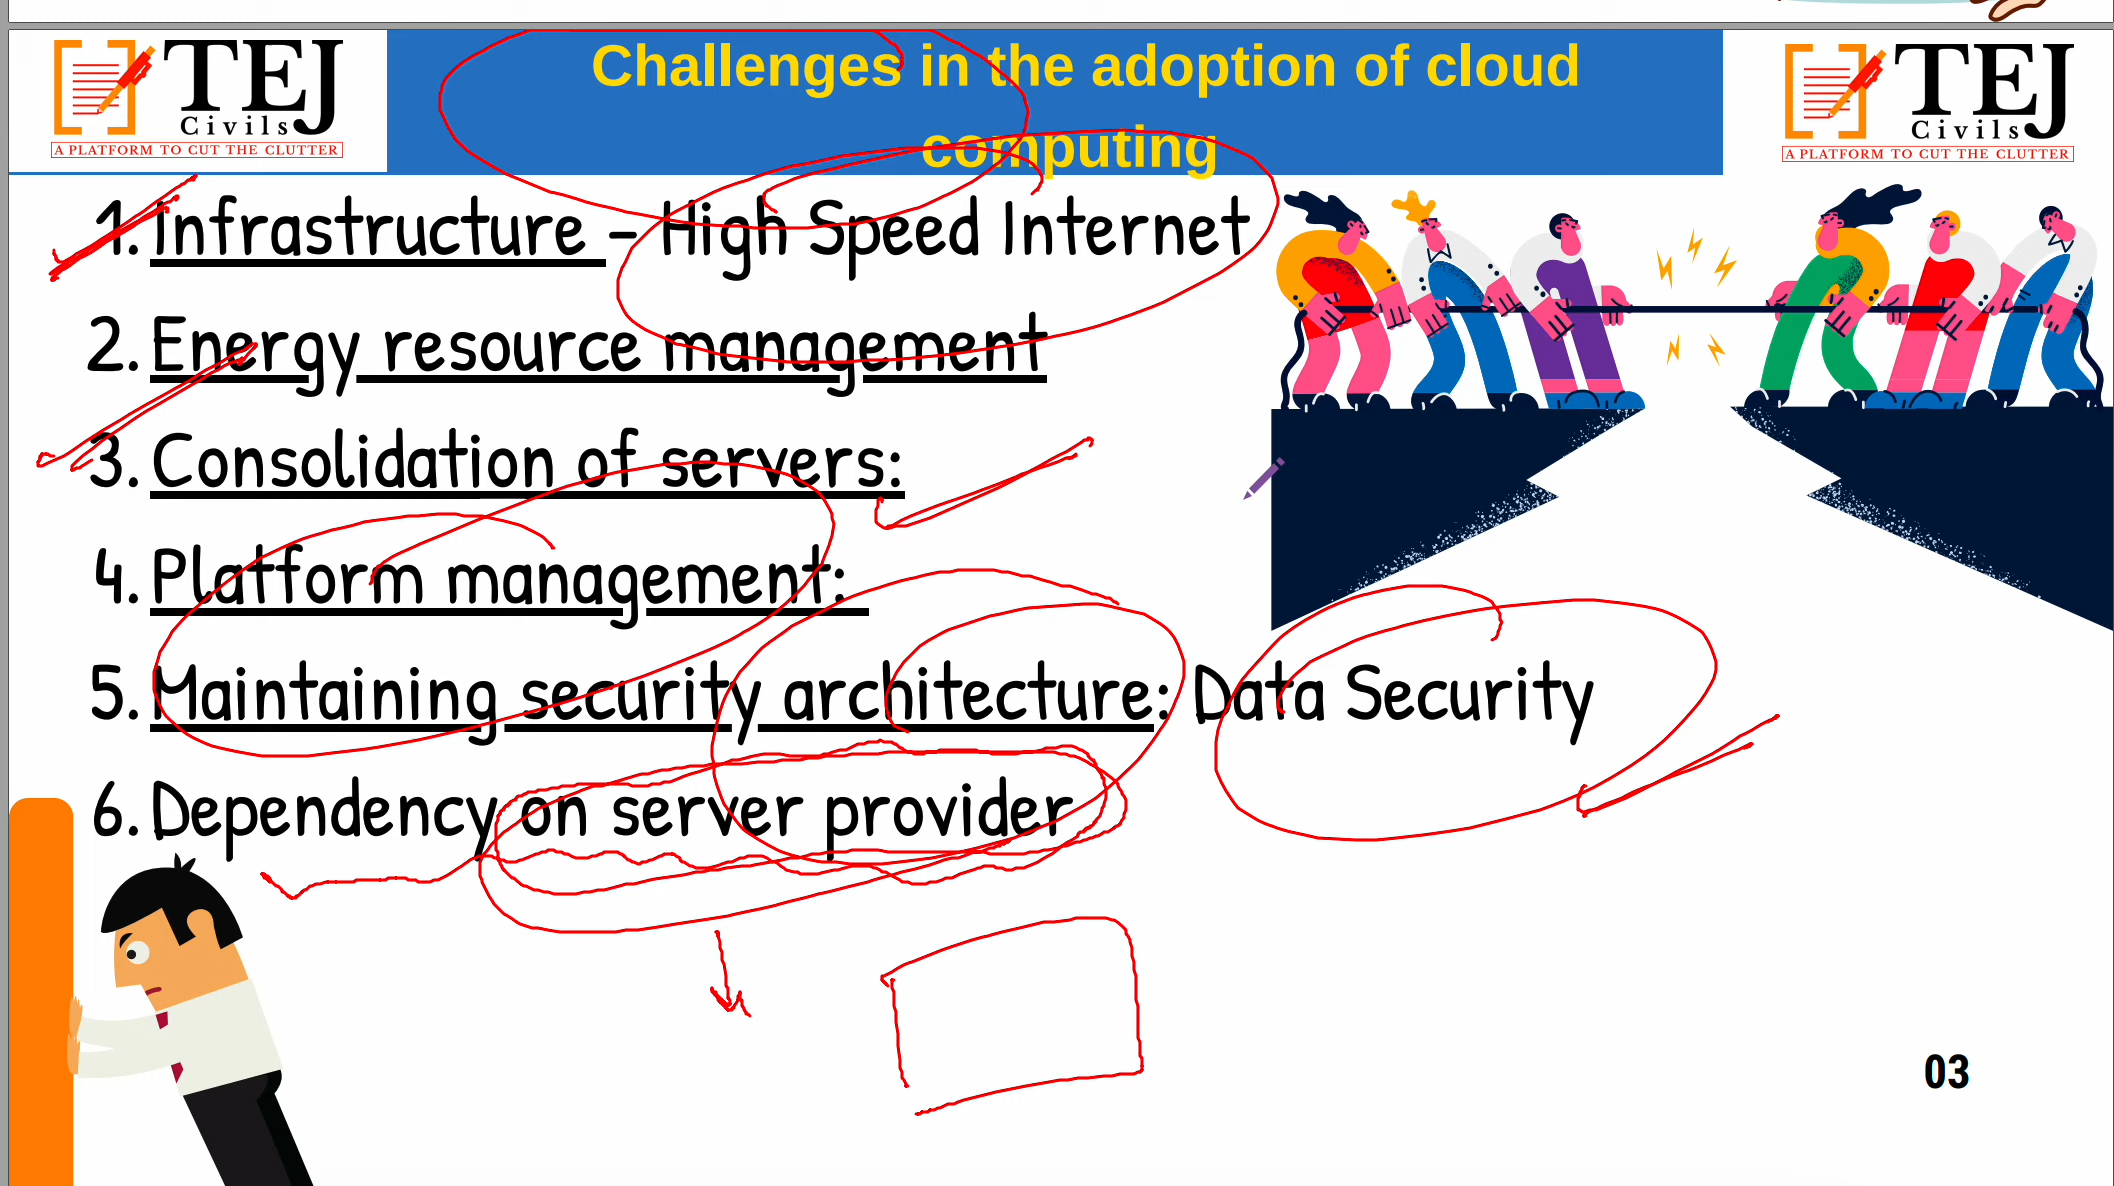 TEJ
Civils
A PLATFORM TO CUT THE CLUTTER
Challenges in the adoption of cloud
computing
TEJ
Civils
A PLATFORM TO CUT THE CLUTTER
1. Infrastructure - High Speed Internet
2. Energy resource management
3. Consolidation of servers:
4. Platform management:
5. Maintaining security architecture: Data Security
6. Dependency on server provider
03